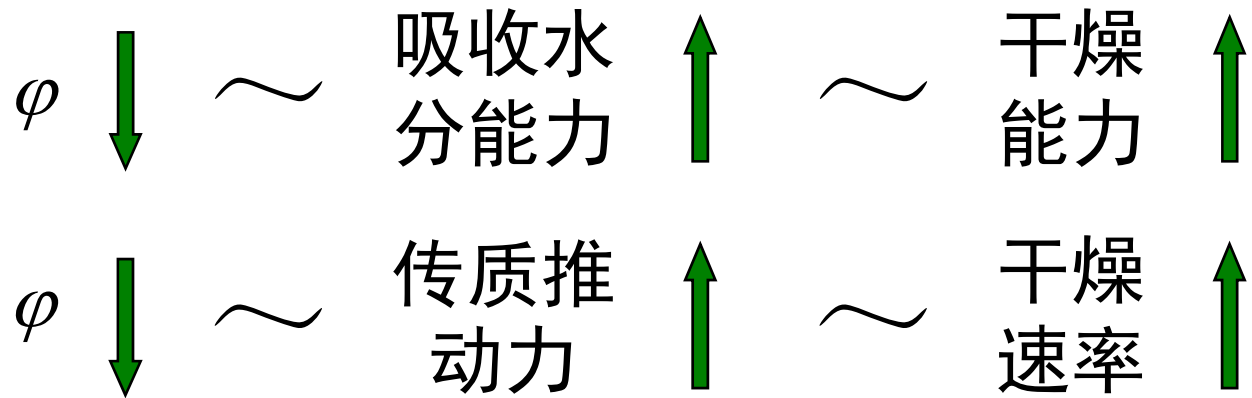 φ ～ 吸收水 ～ 干燥
分能力 能力
φ ～ 传质推 ～ 干燥
动力 速率